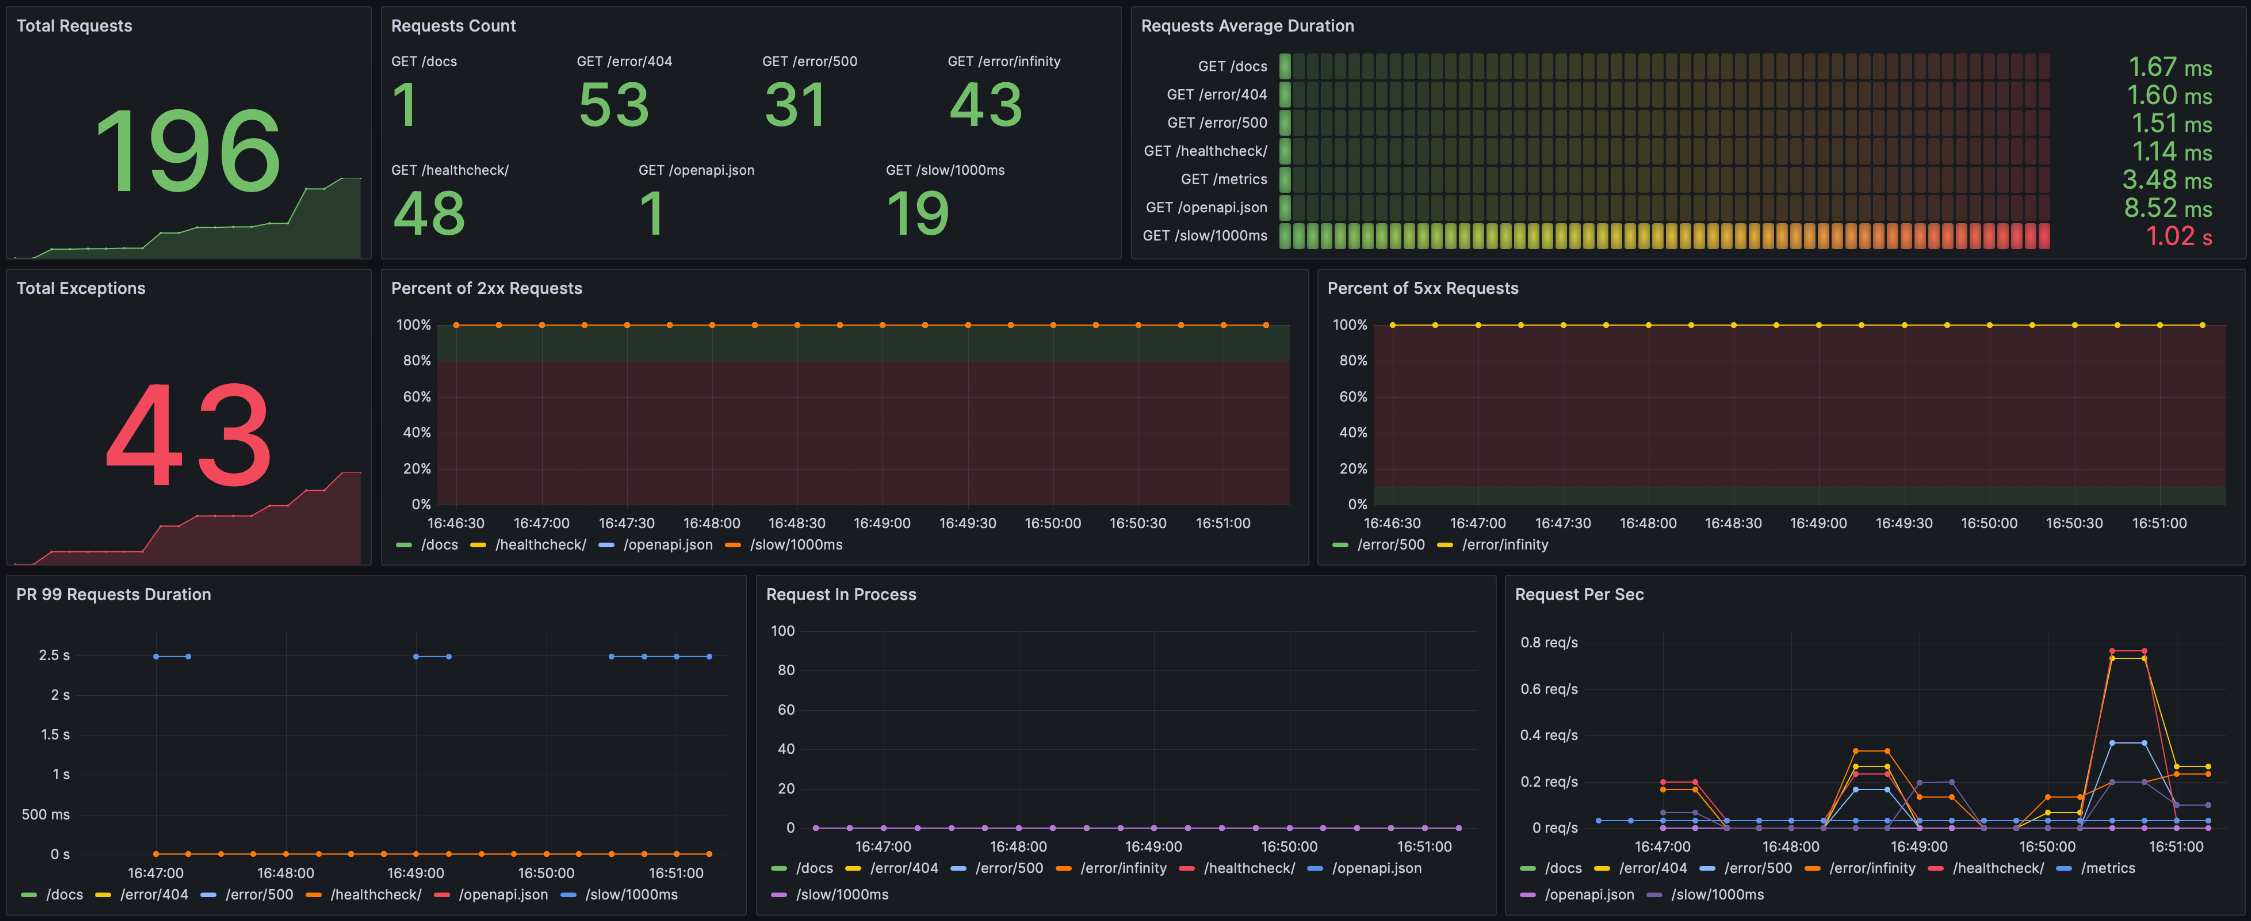 Total Requests
196
Requests Count
GET /docs
1
GET /error/404
53
GET /error/500
31
GET /error/infinity
43
GET /healthcheck/
48
GET /openapi.json
1
GET /slow/1000ms
19
Requests Average Duration
GET /docs 1.67 ms
GET /error/404 1.60 ms
GET /error/500 1.51 ms
GET /healthcheck/ 1.14 ms
GET /metrics 3.48 ms
GET /openapi.json 8.52 ms
GET /slow/1000ms 1.02 s
Total Exceptions
43
Percent of 2xx Requests
100%
80%
60%
40%
20%
0%
16:46:30 16:47:00 16:47:30 16:48:00 16:48:30 16:49:00 16:49:30 16:50:00 16:50:30 16:51:00
/docs /healthcheck/ /openapi.json /slow/1000ms
Percent of 5xx Requests
100%
80%
60%
40%
20%
0%
16:46:30 16:47:00 16:47:30 16:48:00 16:48:30 16:49:00 16:49:30 16:50:00 16:50:30 16:51:00
/error/500 /error/infinity
PR 99 Requests Duration
2.5 s
2 s
1.5 s
1 s
500 ms
0 s
16:47:00 16:48:00 16:49:00 16:50:00 16:51:00
/docs /error/404 /error/500 /healthcheck/ /openapi.json /slow/1000ms
Request In Process
100
80
60
40
20
0
16:47:00 16:48:00 16:49:00 16:50:00 16:51:00
/docs /error/404 /error/500 /error/infinity /healthcheck/ /openapi.json
/slow/1000ms
Request Per Sec
0.8 req/s
0.6 req/s
0.4 req/s
0.2 req/s
0 req/s
16:47:00 16:48:00 16:49:00 16:50:00 16:51:00
/docs /error/404 /error/500 /error/infinity /healthcheck/ /metrics
/openapi.json /slow/1000ms